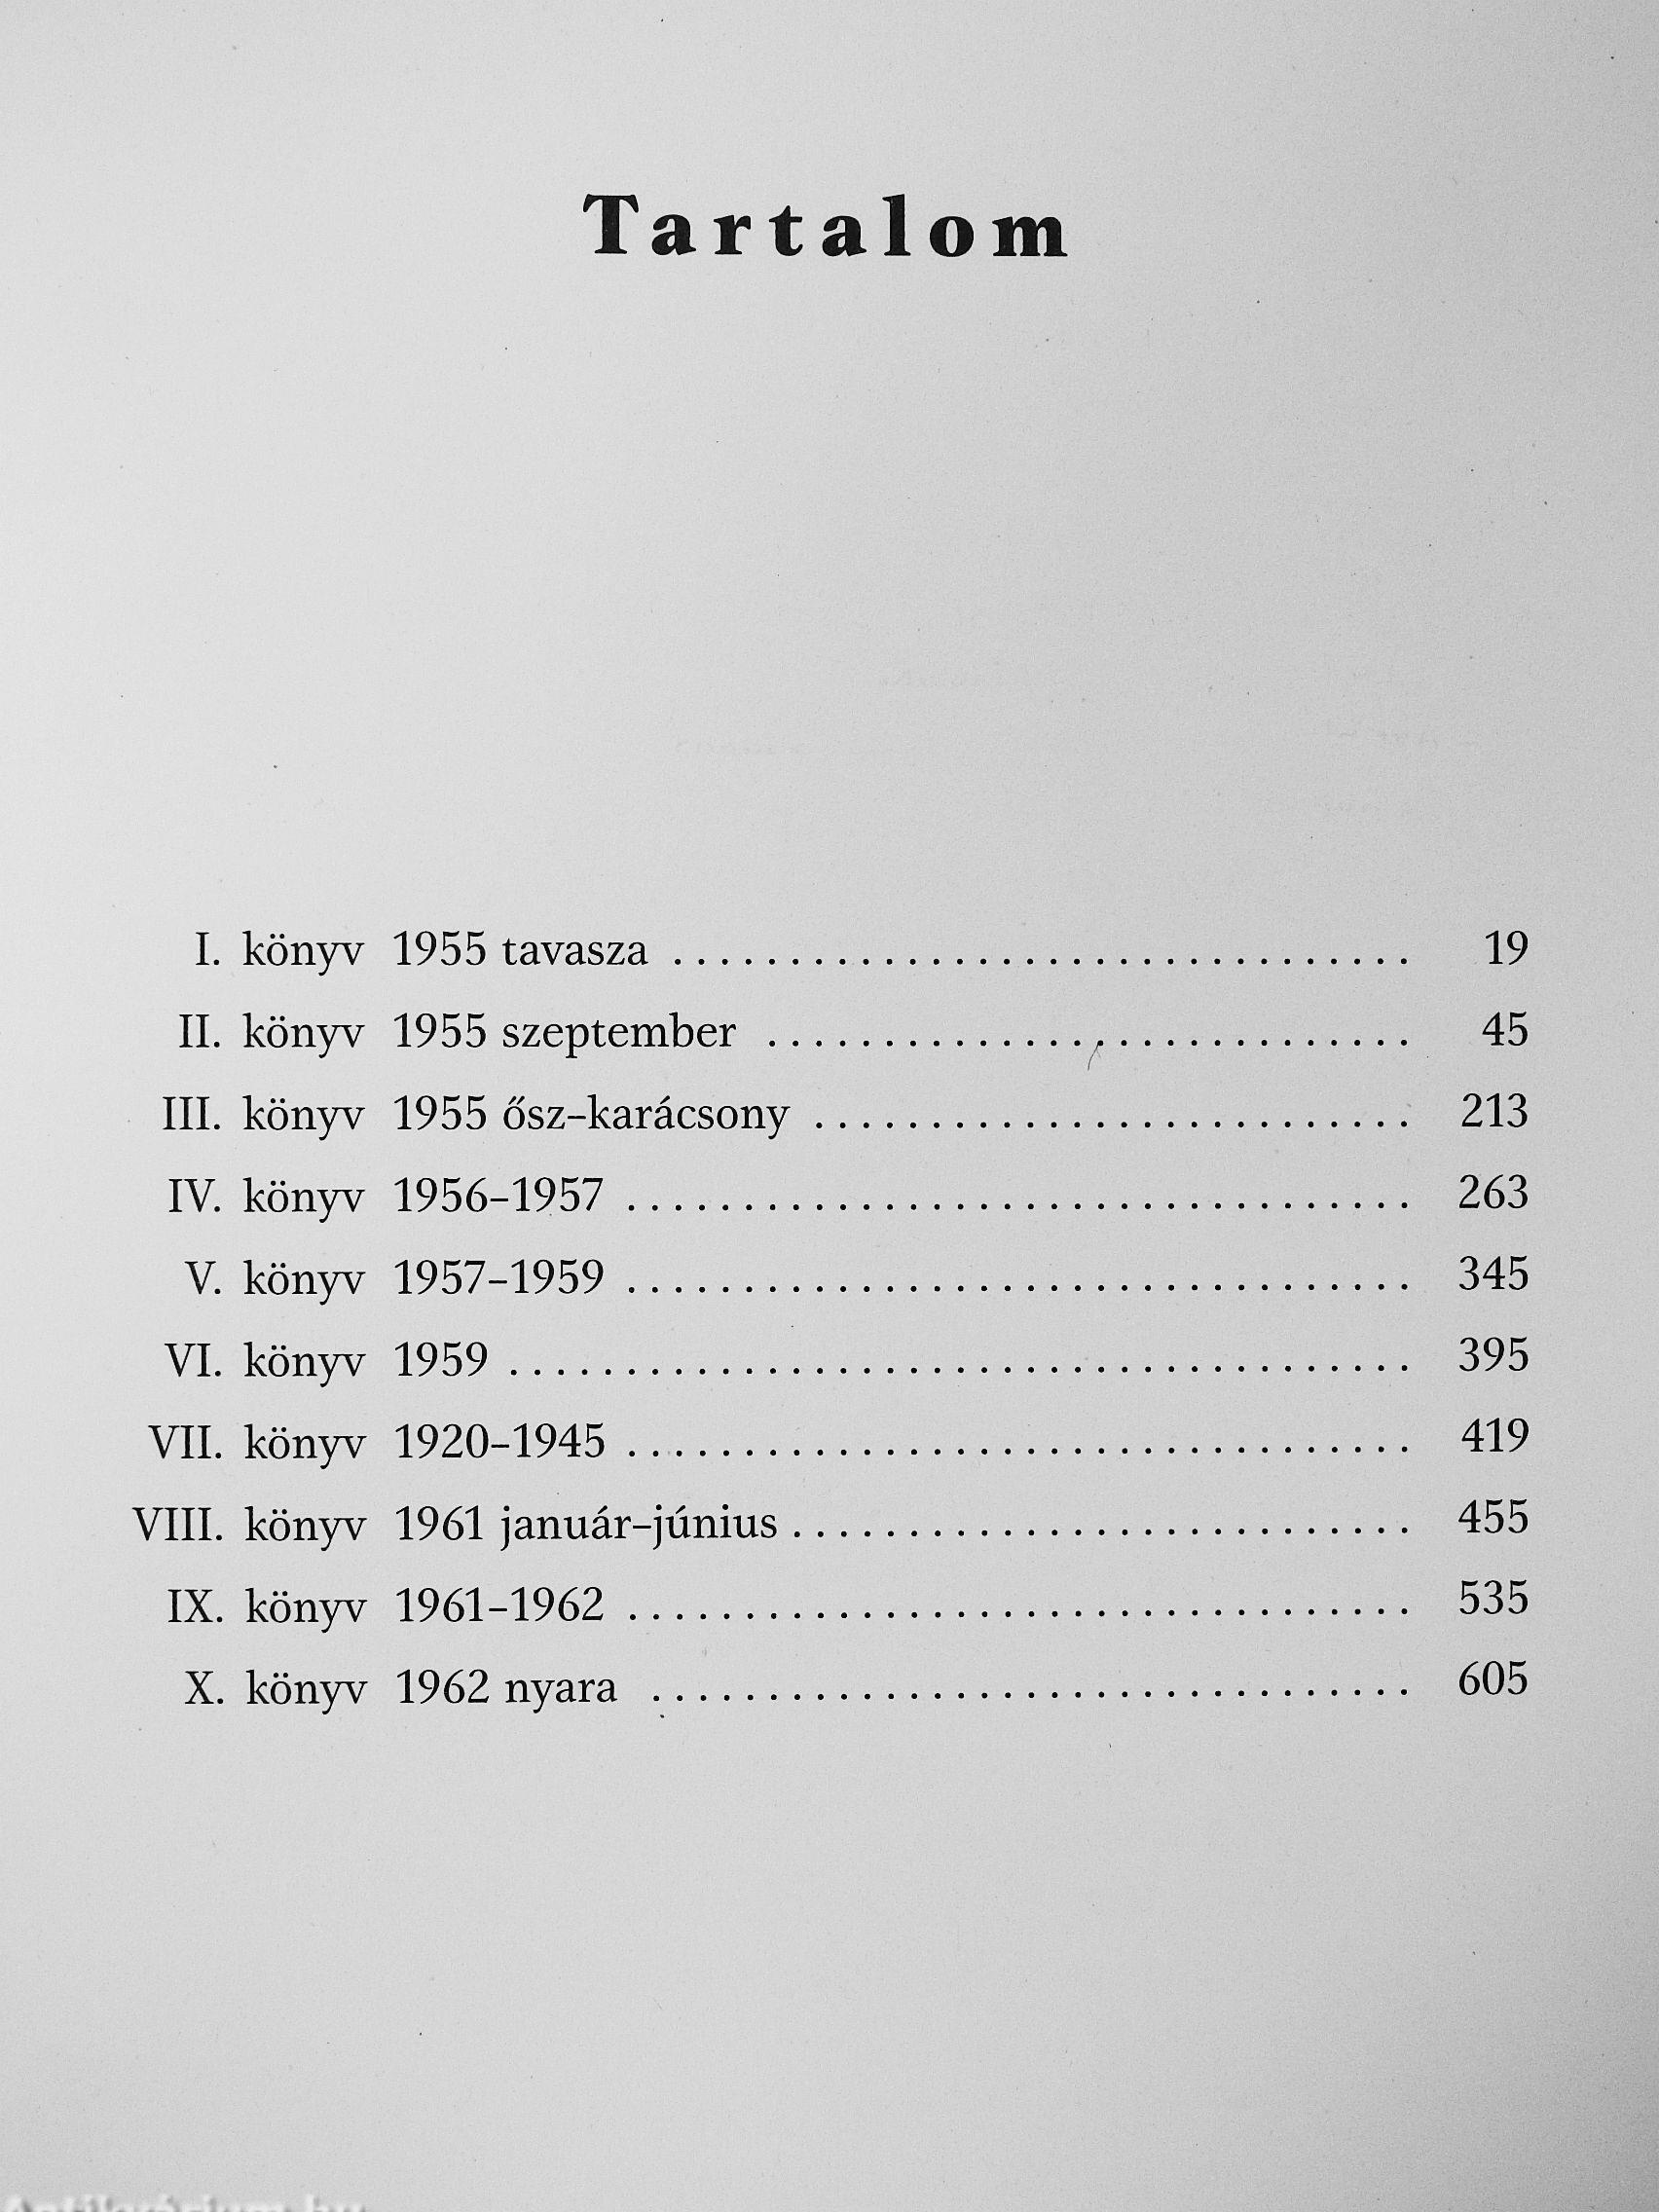 Tartalom
I. könyv 1955 tavasza . . . . . . . . . . . . . . . . . . . . . . . . . . . . . . . . 19
II. könyv 1955 szeptember . . . . . . . . . . . . . . . . . . . . . . . . . . . . 45
III. könyv 1955 ősz–karácsony . . . . . . . . . . . . . . . . . . . . . . . . . . 213
IV. könyv 1956–1957 . . . . . . . . . . . . . . . . . . . . . . . . . . . . . . . . . . 263
V. könyv 1957–1959 . . . . . . . . . . . . . . . . . . . . . . . . . . . . . . . . . . 345
VI. könyv 1959 . . . . . . . . . . . . . . . . . . . . . . . . . . . . . . . . . . . . . . . 395
VII. könyv 1920–1945 . . . . . . . . . . . . . . . . . . . . . . . . . . . . . . . . . . 419
VIII. könyv 1961 január–június . . . . . . . . . . . . . . . . . . . . . . . . . . . 455
IX. könyv 1961–1962 . . . . . . . . . . . . . . . . . . . . . . . . . . . . . . . . . . 535
X. könyv 1962 nyara . . . . . . . . . . . . . . . . . . . . . . . . . . . . . . . . . 605